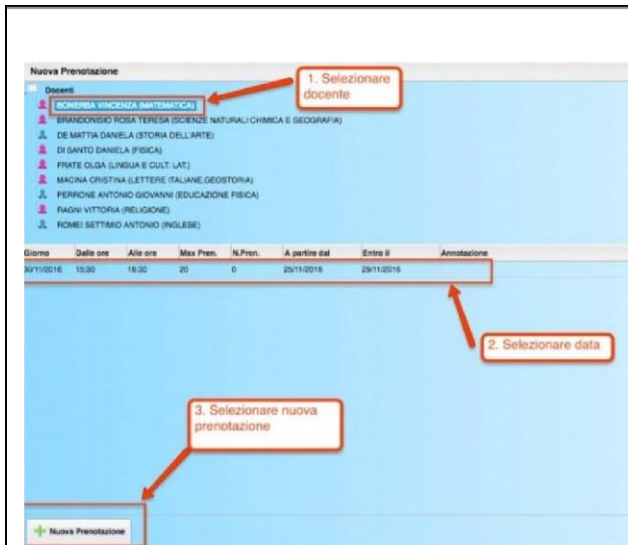 Nuova Prenotazione
1. Selezionare
docente
Docenti
BONERBA VINCENZA (MATEMATICA)
BRANDONISIO ROSA TERESA (SCIENZE NATURALI CHIMICA E GEOGRAFIA)
DE MATTIA DANIELA (STORIA DELL'ARTE)
DI SANTO DANIELA (FISICA)
FRATE OLGA (LINGUA E CULT. LAT.)
MACINA CRISTINA (LETTERE ITALIANE,GEOSTORIA)
PERRONE ANTONIO GIOVANNI (EDUCAZIONE FISICA)
RAGNI VITTORIA (RELIGIONE)
ROMEI SETTIMIO ANTONIO (INGLESE)
Giorno Dalle ore Alle ore Max Pren. N.Pren. A partire dal Entro il Annotazione
30/11/2016 15:30 16:30 20 0 25/11/2016 29/11/2016
2. Selezionare data
3. Selezionare nuova
prenotazione
Nuova Prenotazione